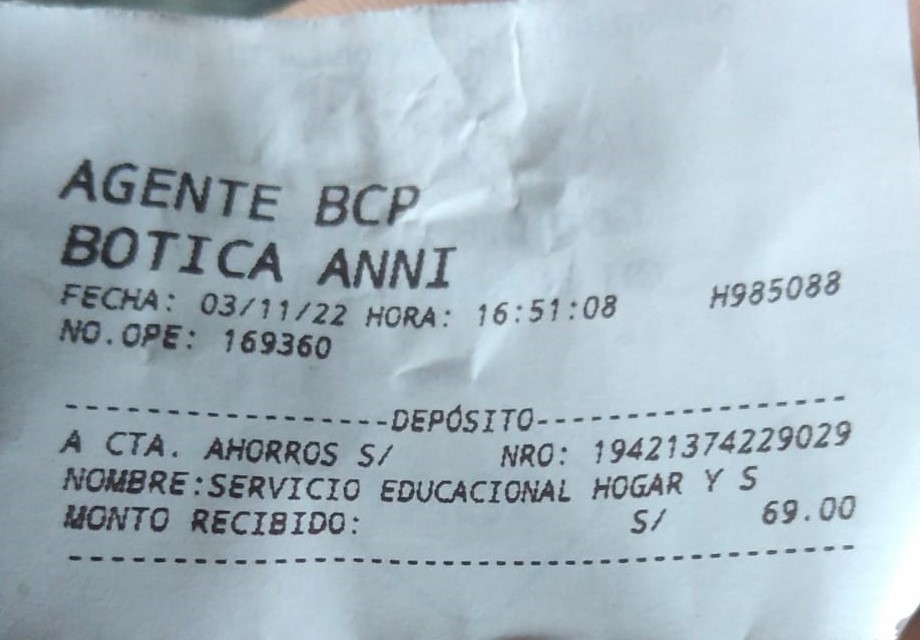 AGENTE BCP
BOTICA ANNI
FECHA: 03/11/22 HORA: 16:51:08 H985088
NO.OPE: 169360
-----------------DEPÓSITO-----------------
A CTA. AHORROS S/ NRO: 19421374229029
NOMBRE:SERVICIO EDUCACIONAL HOGAR Y S
MONTO RECIBIDO: S/ 69.00
------------------------------------------